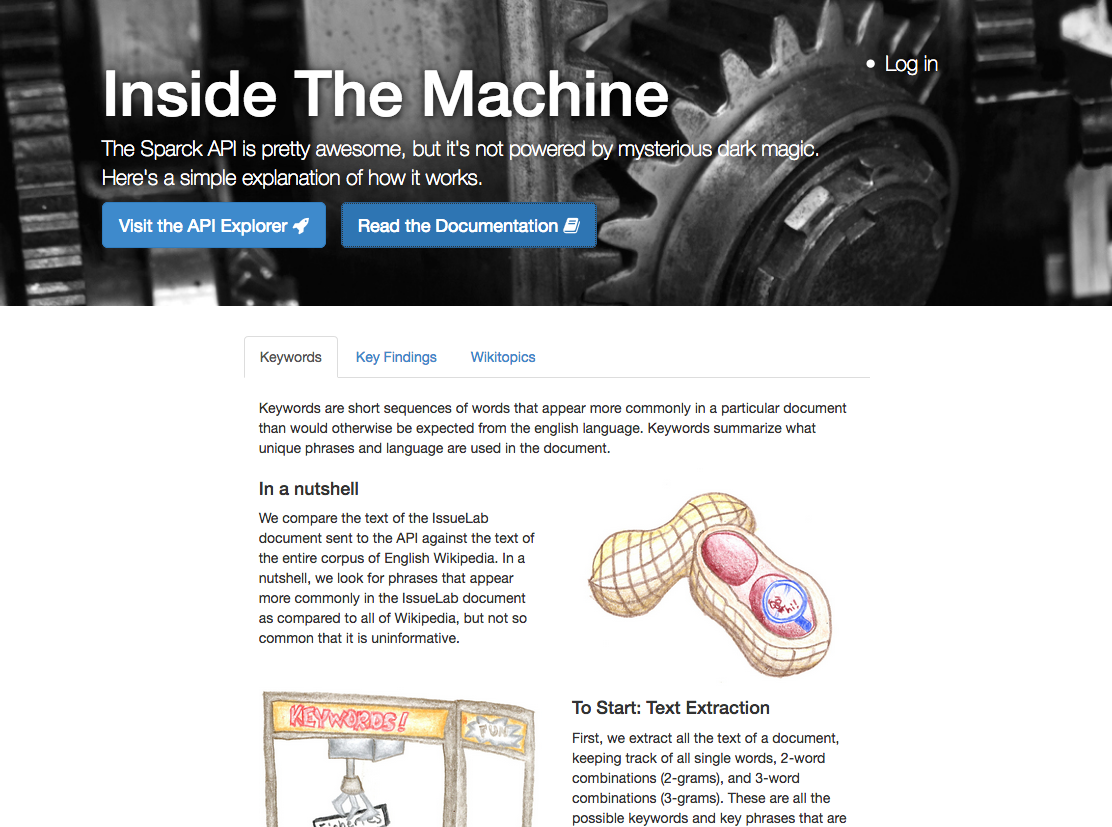 Log in
Inside The Machine
The Sparck API is pretty awesome, but it's not powered by mysterious dark magic.
Here's a simple explanation of how it works.
Visit the API Explorer
Read the Documentation
Keywords
Key Findings
Wikitopics
Keywords are short sequences of words that appear more commonly in a particular document
than would otherwise be expected from the english language. Keywords summarize what
unique phrases and language are used in the document.
In a nutshell
We compare the text of the IssueLab
document sent to the API against the text of
the entire corpus of English Wikipedia. In a
nutshell, we look for phrases that appear
more commonly in the IssueLab document
as compared to all of Wikipedia, but not so
common that it is uninformative.
hi!!
KEYWORDS!
FUN
Fisheries
To Start: Text Extraction
First, we extract all the text of a document,
keeping track of all single words, 2-word
combinations (2-grams), and 3-word
combinations (3-grams). These are all the
possible keywords and key phrases that are